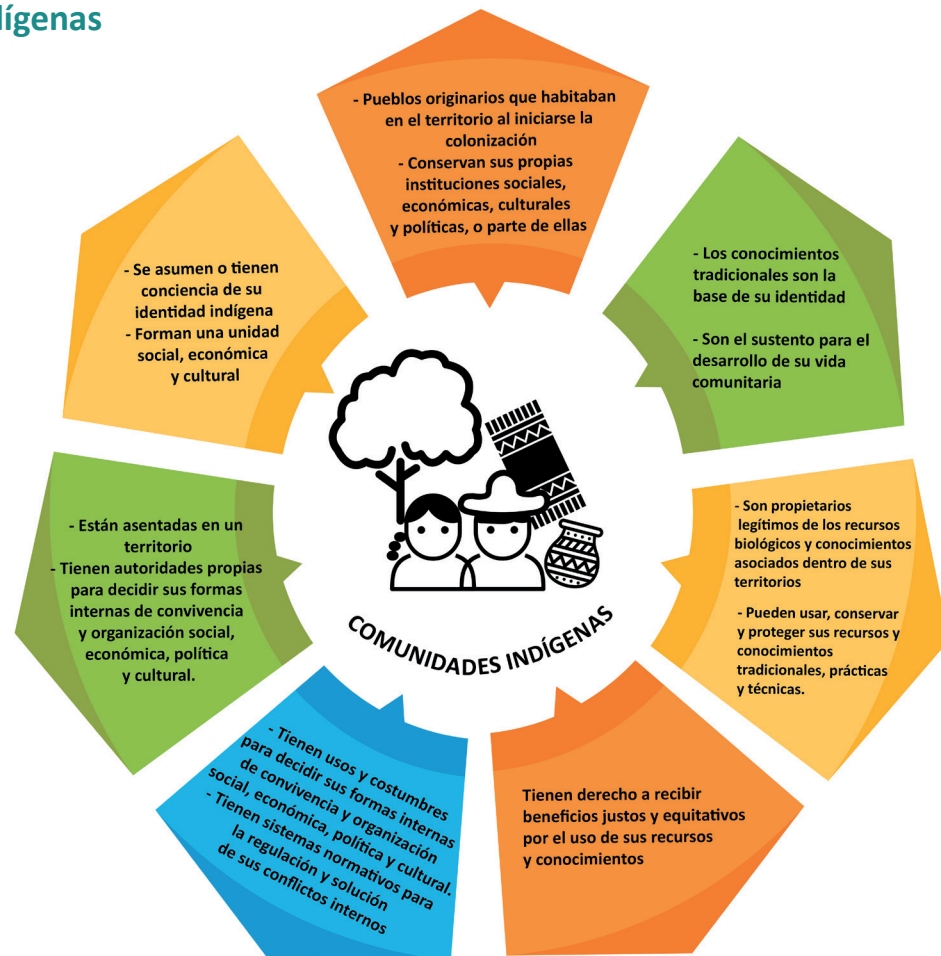 dígenas
- Pueblos originarios que habitaban
en el territorio al iniciarse la
colonización
- Conservan sus propias
instituciones sociales,
económicas, culturales
y políticas, o parte de ellas
- Los conocimientos
tradicionales son la
base de su identidad
- Son el sustento para el
desarrollo de su vida
comunitaria
- Son propietarios
legítimos de los recursos
biológicos y conocimientos
asociados dentro de sus
territorios
- Pueden usar, conservar
y proteger sus recursos y
conocimientos
tradicionales, prácticas
y técnicas.
Tienen derecho a recibir
beneficios justos y equitativos
por el uso de sus recursos
y conocimientos
- Tienen usos y costumbres
para decidir sus formas internas
de convivencia y organización
social, económica, política y cultural.
- Tienen sistemas normativos para
la regulación y solución
de sus conflictos internos
- Están asentadas en un
territorio
- Tienen autoridades propias
para decidir sus formas
internas de convivencia
y organización social,
económica, política
y cultural.
- Se asumen o tienen
conciencia de su
identidad indígena
- Forman una unidad
social, económica
y cultural
COMUNIDADES INDÍGENAS